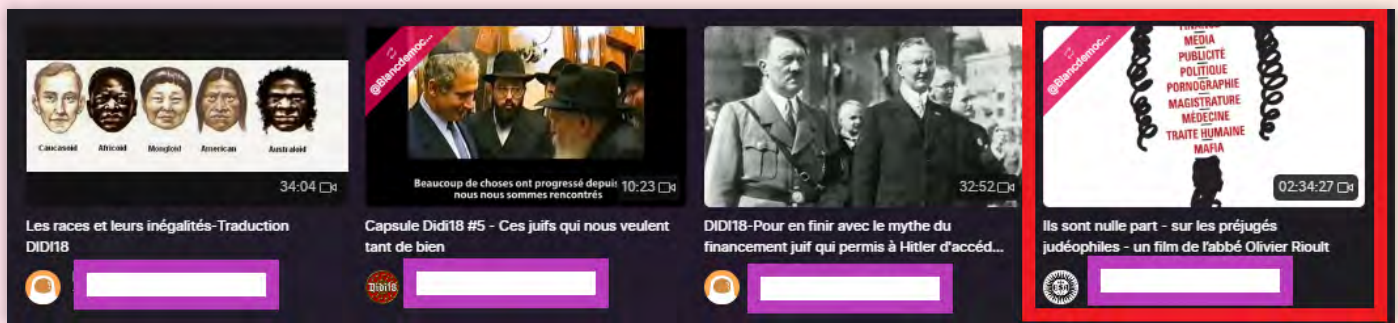 Caucasoid Africoid Mongloid American Australoid
34:04
Les races et leurs inégalités-Traduction
DIDI18
@Blancdemoc...
Beaucoup de choses ont progressé depuis
nous nous sommes rencontrés
10:23
Capsule Didi18 #5 - Ces juifs qui nous veulent
tant de bien
Didi18
32:52
DIDI18-Pour en finir avec le mythe du
financement juif qui permis à Hitler d'accéd...
@Blancdemoc...
FINANCE
MEDIA
PUBLICITÉ
POLITIQUE
PORNOGRAPHIE
MAGISTRATURE
MÉDECINE
TRAITE HUMAINE
MAFIA
02:34:27
Ils sont nulle part - sur les préjugés
judéophiles - un film de l'abbé Olivier Rioult